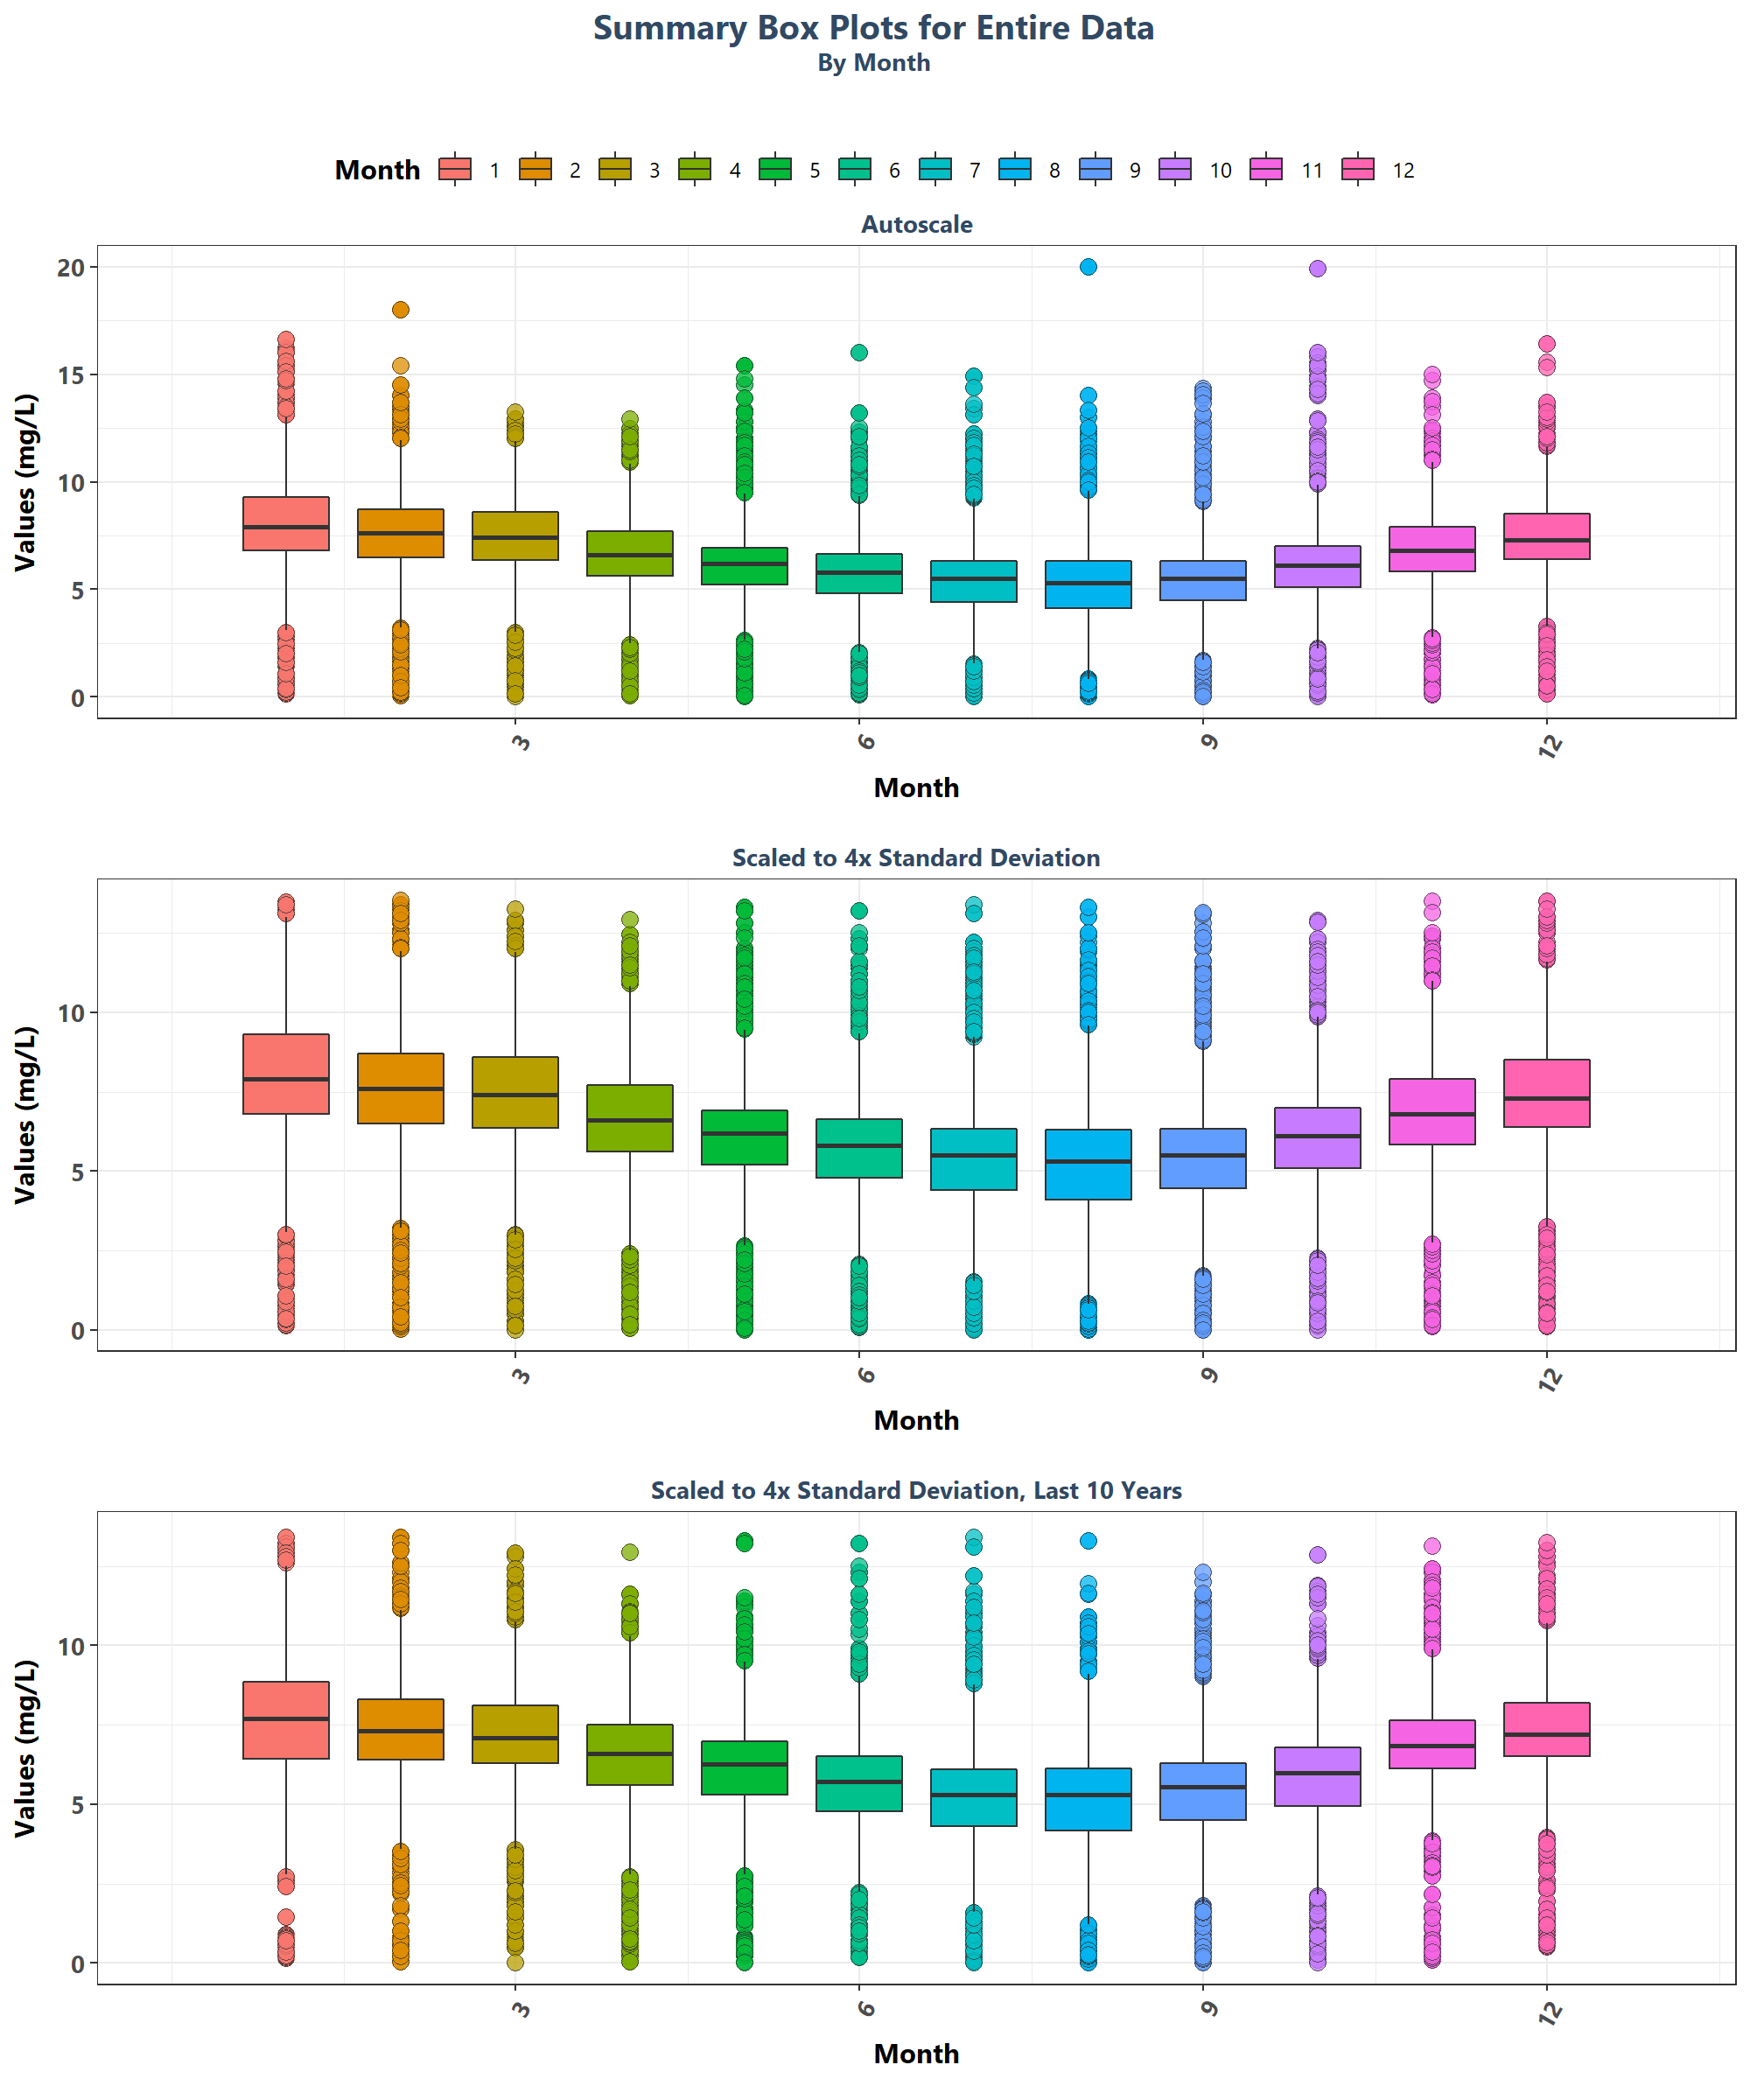 Summary Box Plots for Entire Data
By Month
Month 1 2 3 4 5 6 7 8 9 10 11 12
Autoscale
Values (mg/L)
20
15
10
5
0
3 6 9 12
Month
Scaled to 4x Standard Deviation
Values (mg/L)
10
5
0
3 6 9 12
Month
Scaled to 4x Standard Deviation, Last 10 Years
Values (mg/L)
10
5
0
3 6 9 12
Month